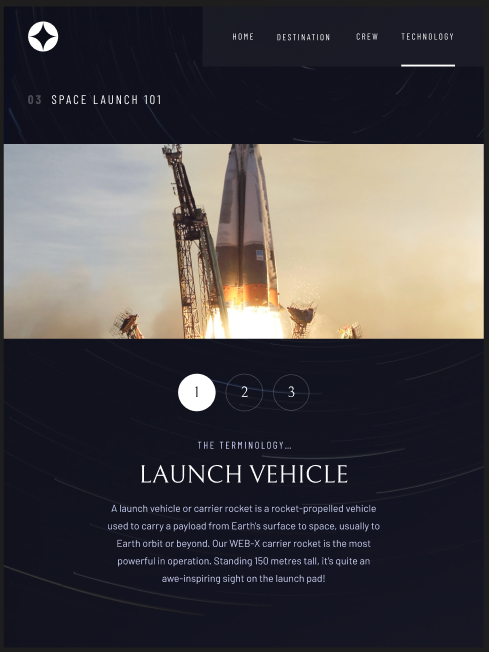 HOME DESTINATION CREW TECHNOLOGY
03 SPACE LAUNCH 101
1 2 3
THE TERMINOLOGY...
LAUNCH VEHICLE
A launch vehicle or carrier rocket is a rocket-propelled vehicle
used to carry a payload from Earth's surface to space, usually to
Earth orbit or beyond. Our WEB-X carrier rocket is the most
powerful in operation. Standing 150 metres tall, it's quite an
awe-inspiring sight on the launch pad!